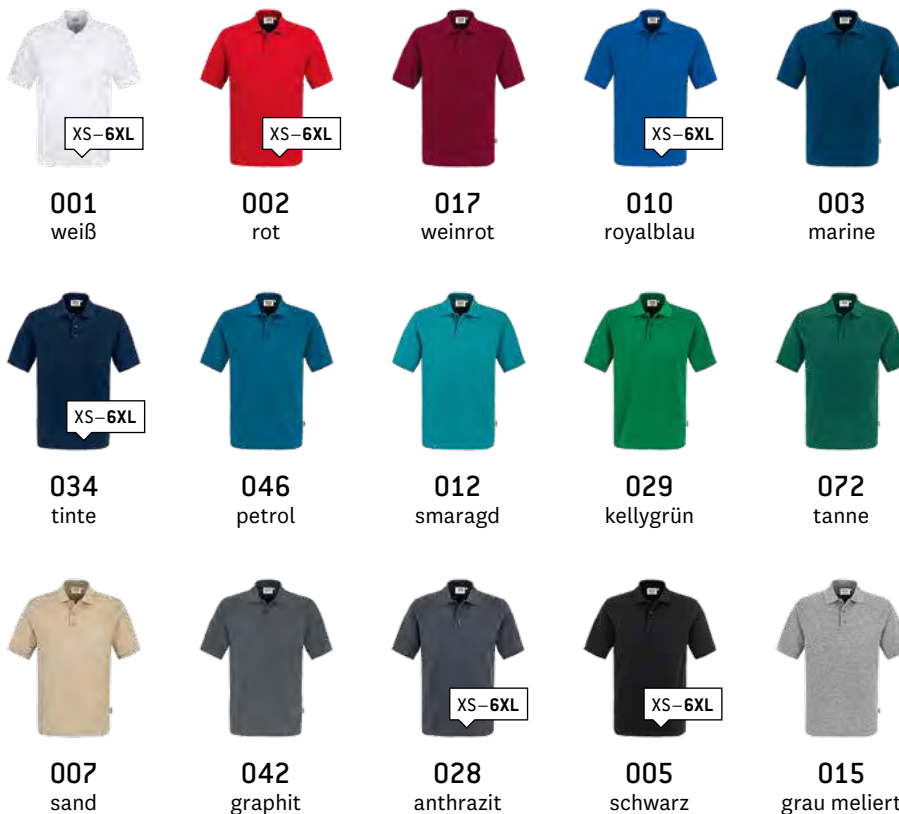 XS–6XL
XS–6XL
XS–6XL
001
002
017
010
003
weiß
rot
weinrot
royalblau
marine
XS–6XL
034
046
012
029
072
tinte
petrol
smaragd
kellygrün
tanne
XS–6XL
XS–6XL
007
042
028
005
015
sand
graphit
anthrazit
schwarz
grau meliert